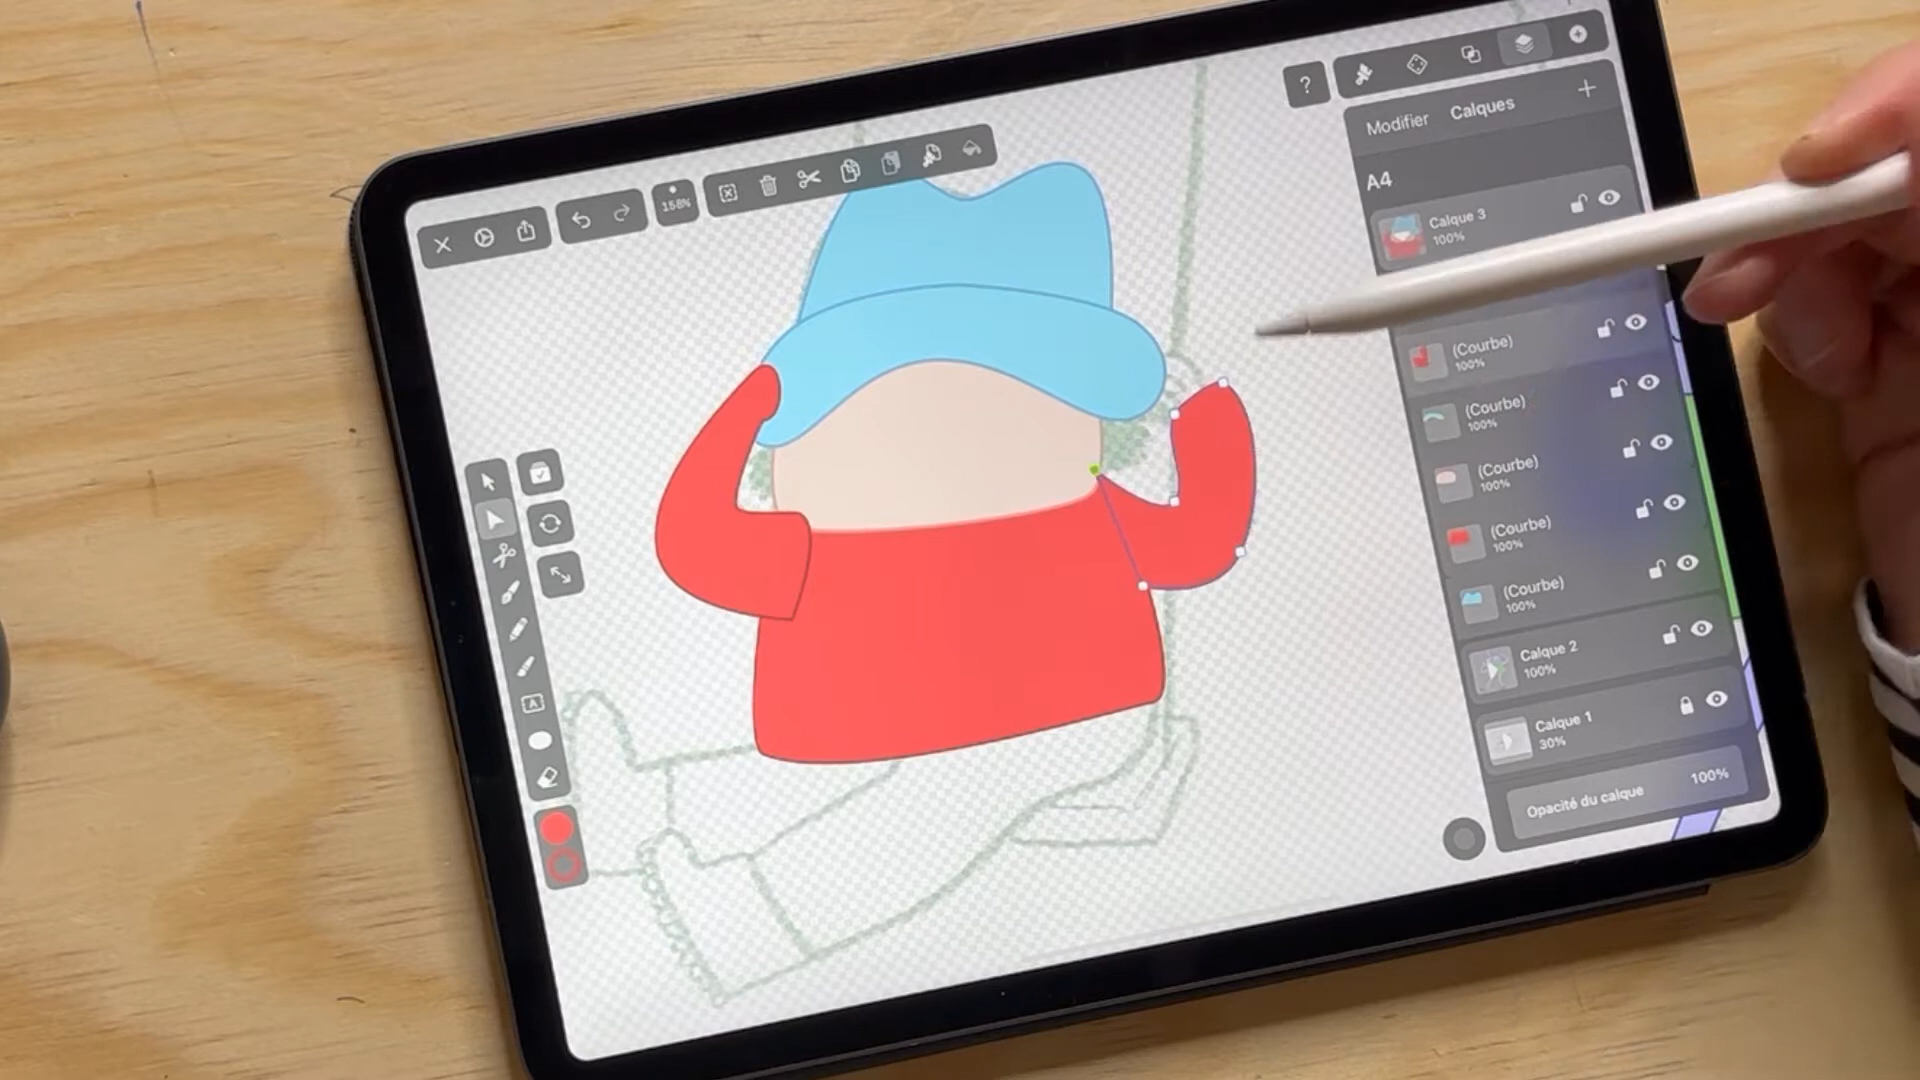 ?
158%
Modifier Calques
A4
Calque 3
100%
(Courbe)
100%
(Courbe)
100%
(Courbe)
100%
(Courbe)
100%
(Courbe)
100%
Calque 2
100%
Calque 1
30%
Opacité du calque 100%
A